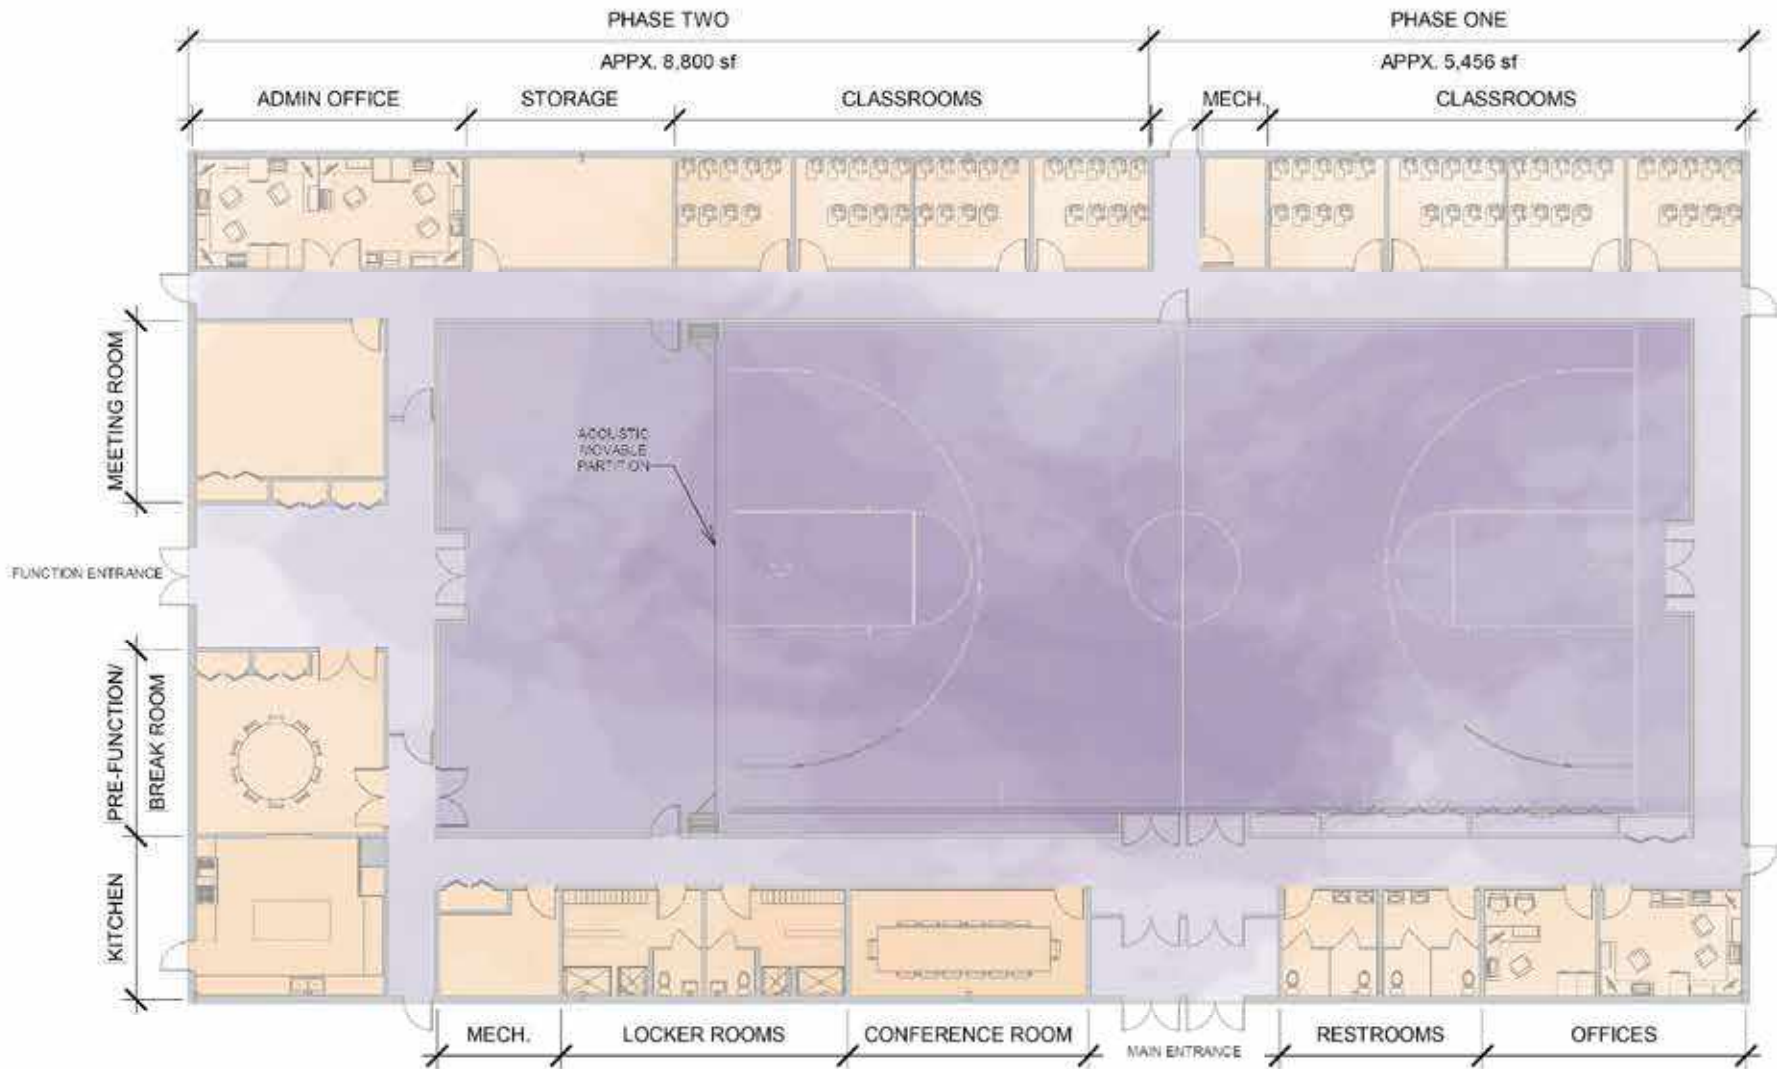 PHASE TWO
PHASE ONE
APPX. 8,800 sf
APPX. 5,456 sf
ADMIN OFFICE
STORAGE
CLASSROOMS
MECH.
CLASSROOMS
MEETING ROOM
ACOUSTIC
MOVABLE
PARTITION
FUNCTION ENTRANCE
PRE-FUNCTION/
BREAK ROOM
KITCHEN
MECH.
LOCKER ROOMS
CONFERENCE ROOM
MAIN ENTRANCE
RESTROOMS
OFFICES